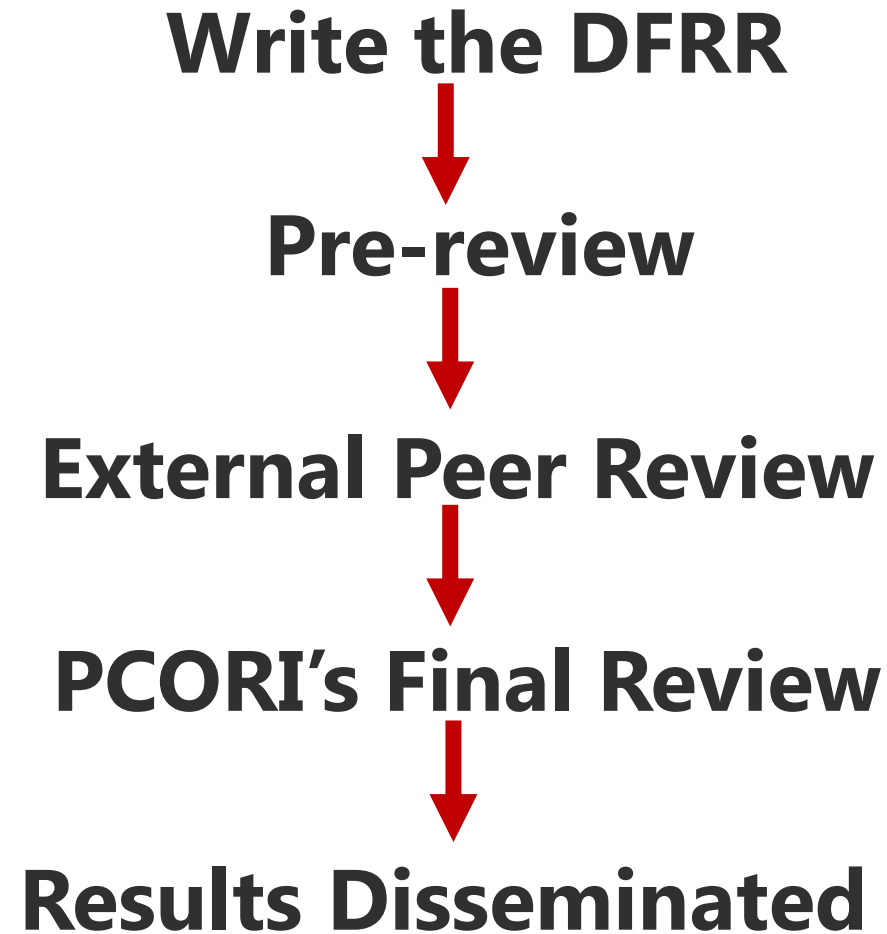 Write the DFRR
Pre-review
External Peer Review
PCORI’s Final Review
Results Disseminated